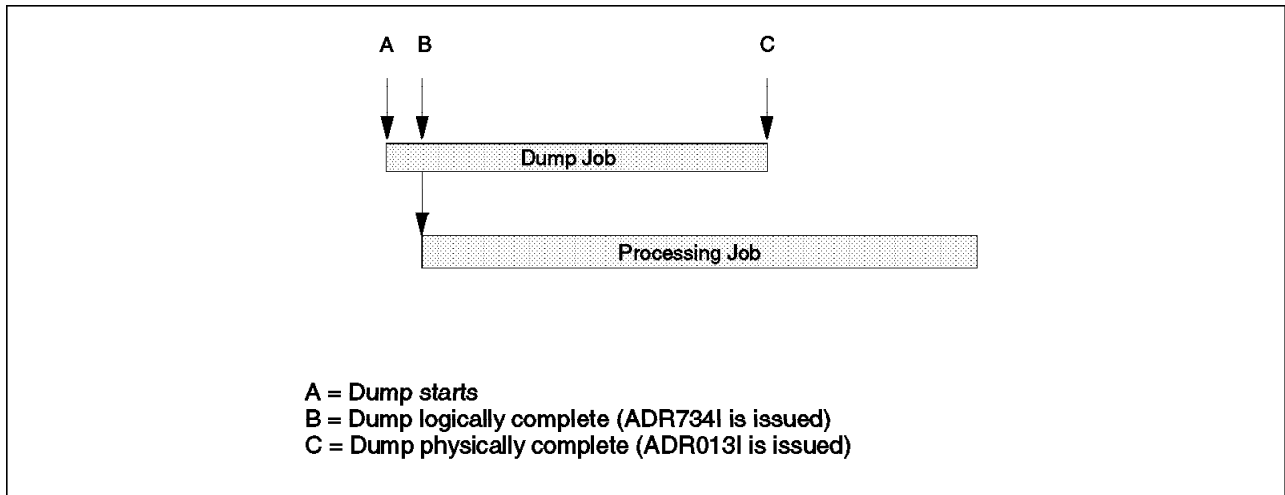 A B C
Dump Job
Processing Job
A = Dump starts
B = Dump logically complete (ADR734I is issued)
C = Dump physically complete (ADR013I is issued)